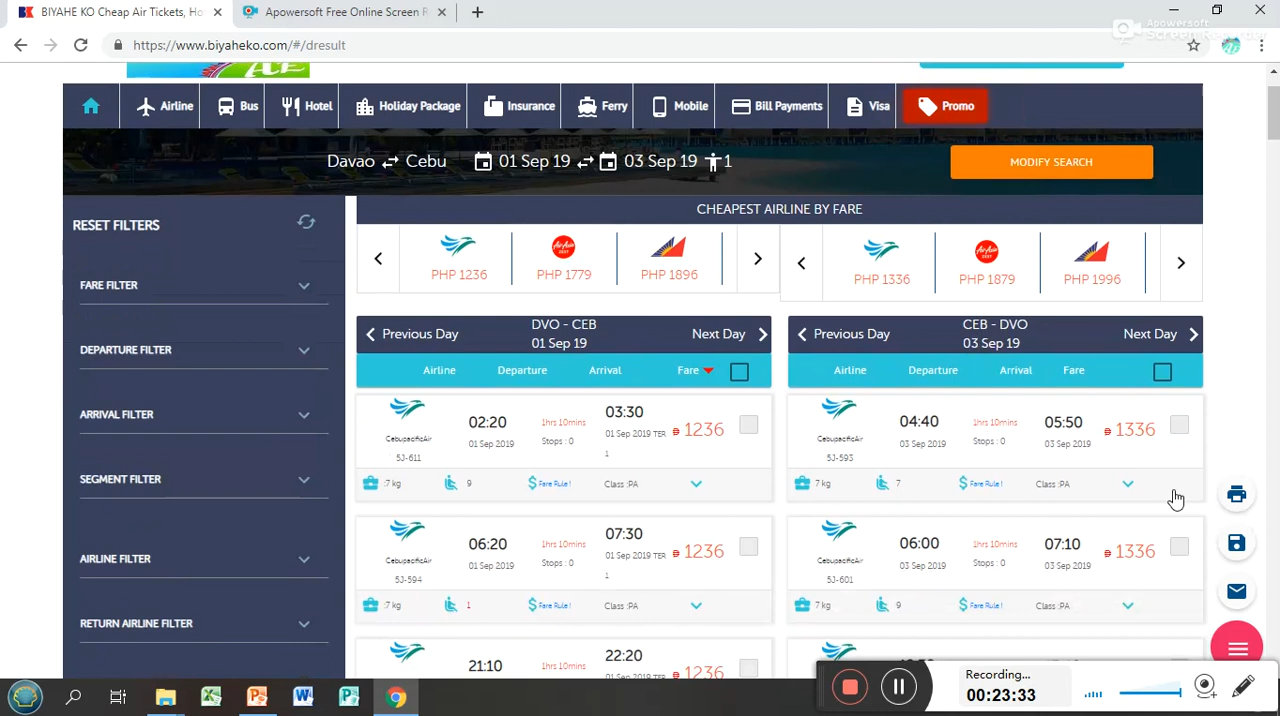 BIYAHE KO Cheap Air Tickets, Ho
Apowersoft Free Online Screen R
Apowersoft
Screen Recorder
https://www.biyaheko.com/#/dresult
Airline
Bus
Hotel
Holiday Package
Insurance
Ferry
Mobile
Bill Payments
Visa
Promo
Davao Cebu 01 Sep 19 03 Sep 19 1
MODIFY SEARCH
RESET FILTERS
FARE FILTER
DEPARTURE FILTER
ARRIVAL FILTER
SEGMENT FILTER
AIRLINE FILTER
RETURN AIRLINE FILTER
CHEAPEST AIRLINE BY FARE
PHP 1236
PHP 1779
PHP 1896
PHP 1336
PHP 1879
PHP 1996
Previous Day
DVO - CEB
01 Sep 19
Next Day
Airline Departure Arrival Fare
02:20
01 Sep 2019
1hrs 10mins
Stops : 0
03:30
01 Sep 2019 TER
1
1236
CebupacificAir
5J-611
7 kg 9 Fare Rule ! Class :PA
06:20
01 Sep 2019
1hrs 10mins
Stops : 0
07:30
01 Sep 2019 TER
1
1236
CebupacificAir
5J-594
7 kg 1 Fare Rule ! Class :PA
21:10
1hrs 10mins
22:20
1236
Previous Day
CEB - DVO
03 Sep 19
Next Day
Airline Departure Arrival Fare
04:40
03 Sep 2019
1hrs 10mins
Stops : 0
05:50
03 Sep 2019
1336
CebupacificAir
5J-593
7 kg 7 Fare Rule ! Class :PA
06:00
03 Sep 2019
1hrs 10mins
Stops : 0
07:10
03 Sep 2019
1336
CebupacificAir
5J-601
7 kg 9 Fare Rule ! Class :PA
Recording...
00:23:33